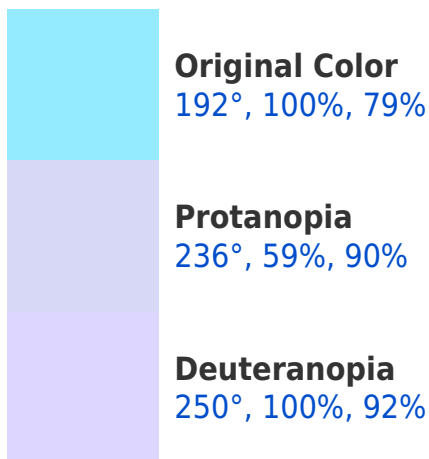 Original Color
192°, 100%, 79%
Protanopia
236°, 59%, 90%
Deuteranopia
250°, 100%, 92%